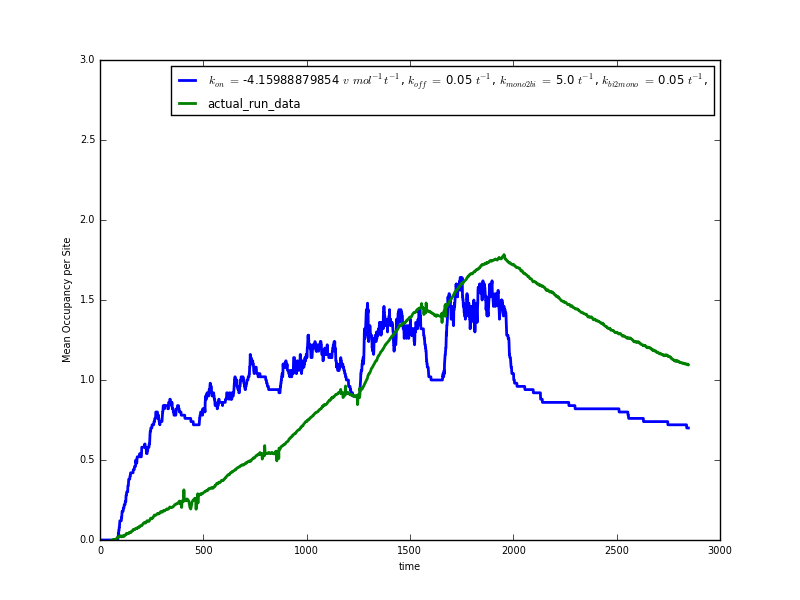 3.0
k_on = -4.15988879854 v mol⁻¹t⁻¹, k_off = 0.05 t⁻¹, k_mono2bi = 5.0 t⁻¹, k_bi2mono = 0.05 t⁻¹,
actual_run_data
2.5
2.0
1.5
1.0
0.5
0.0
Mean Occupancy per Site
0 500 1000 1500 2000 2500 3000
time